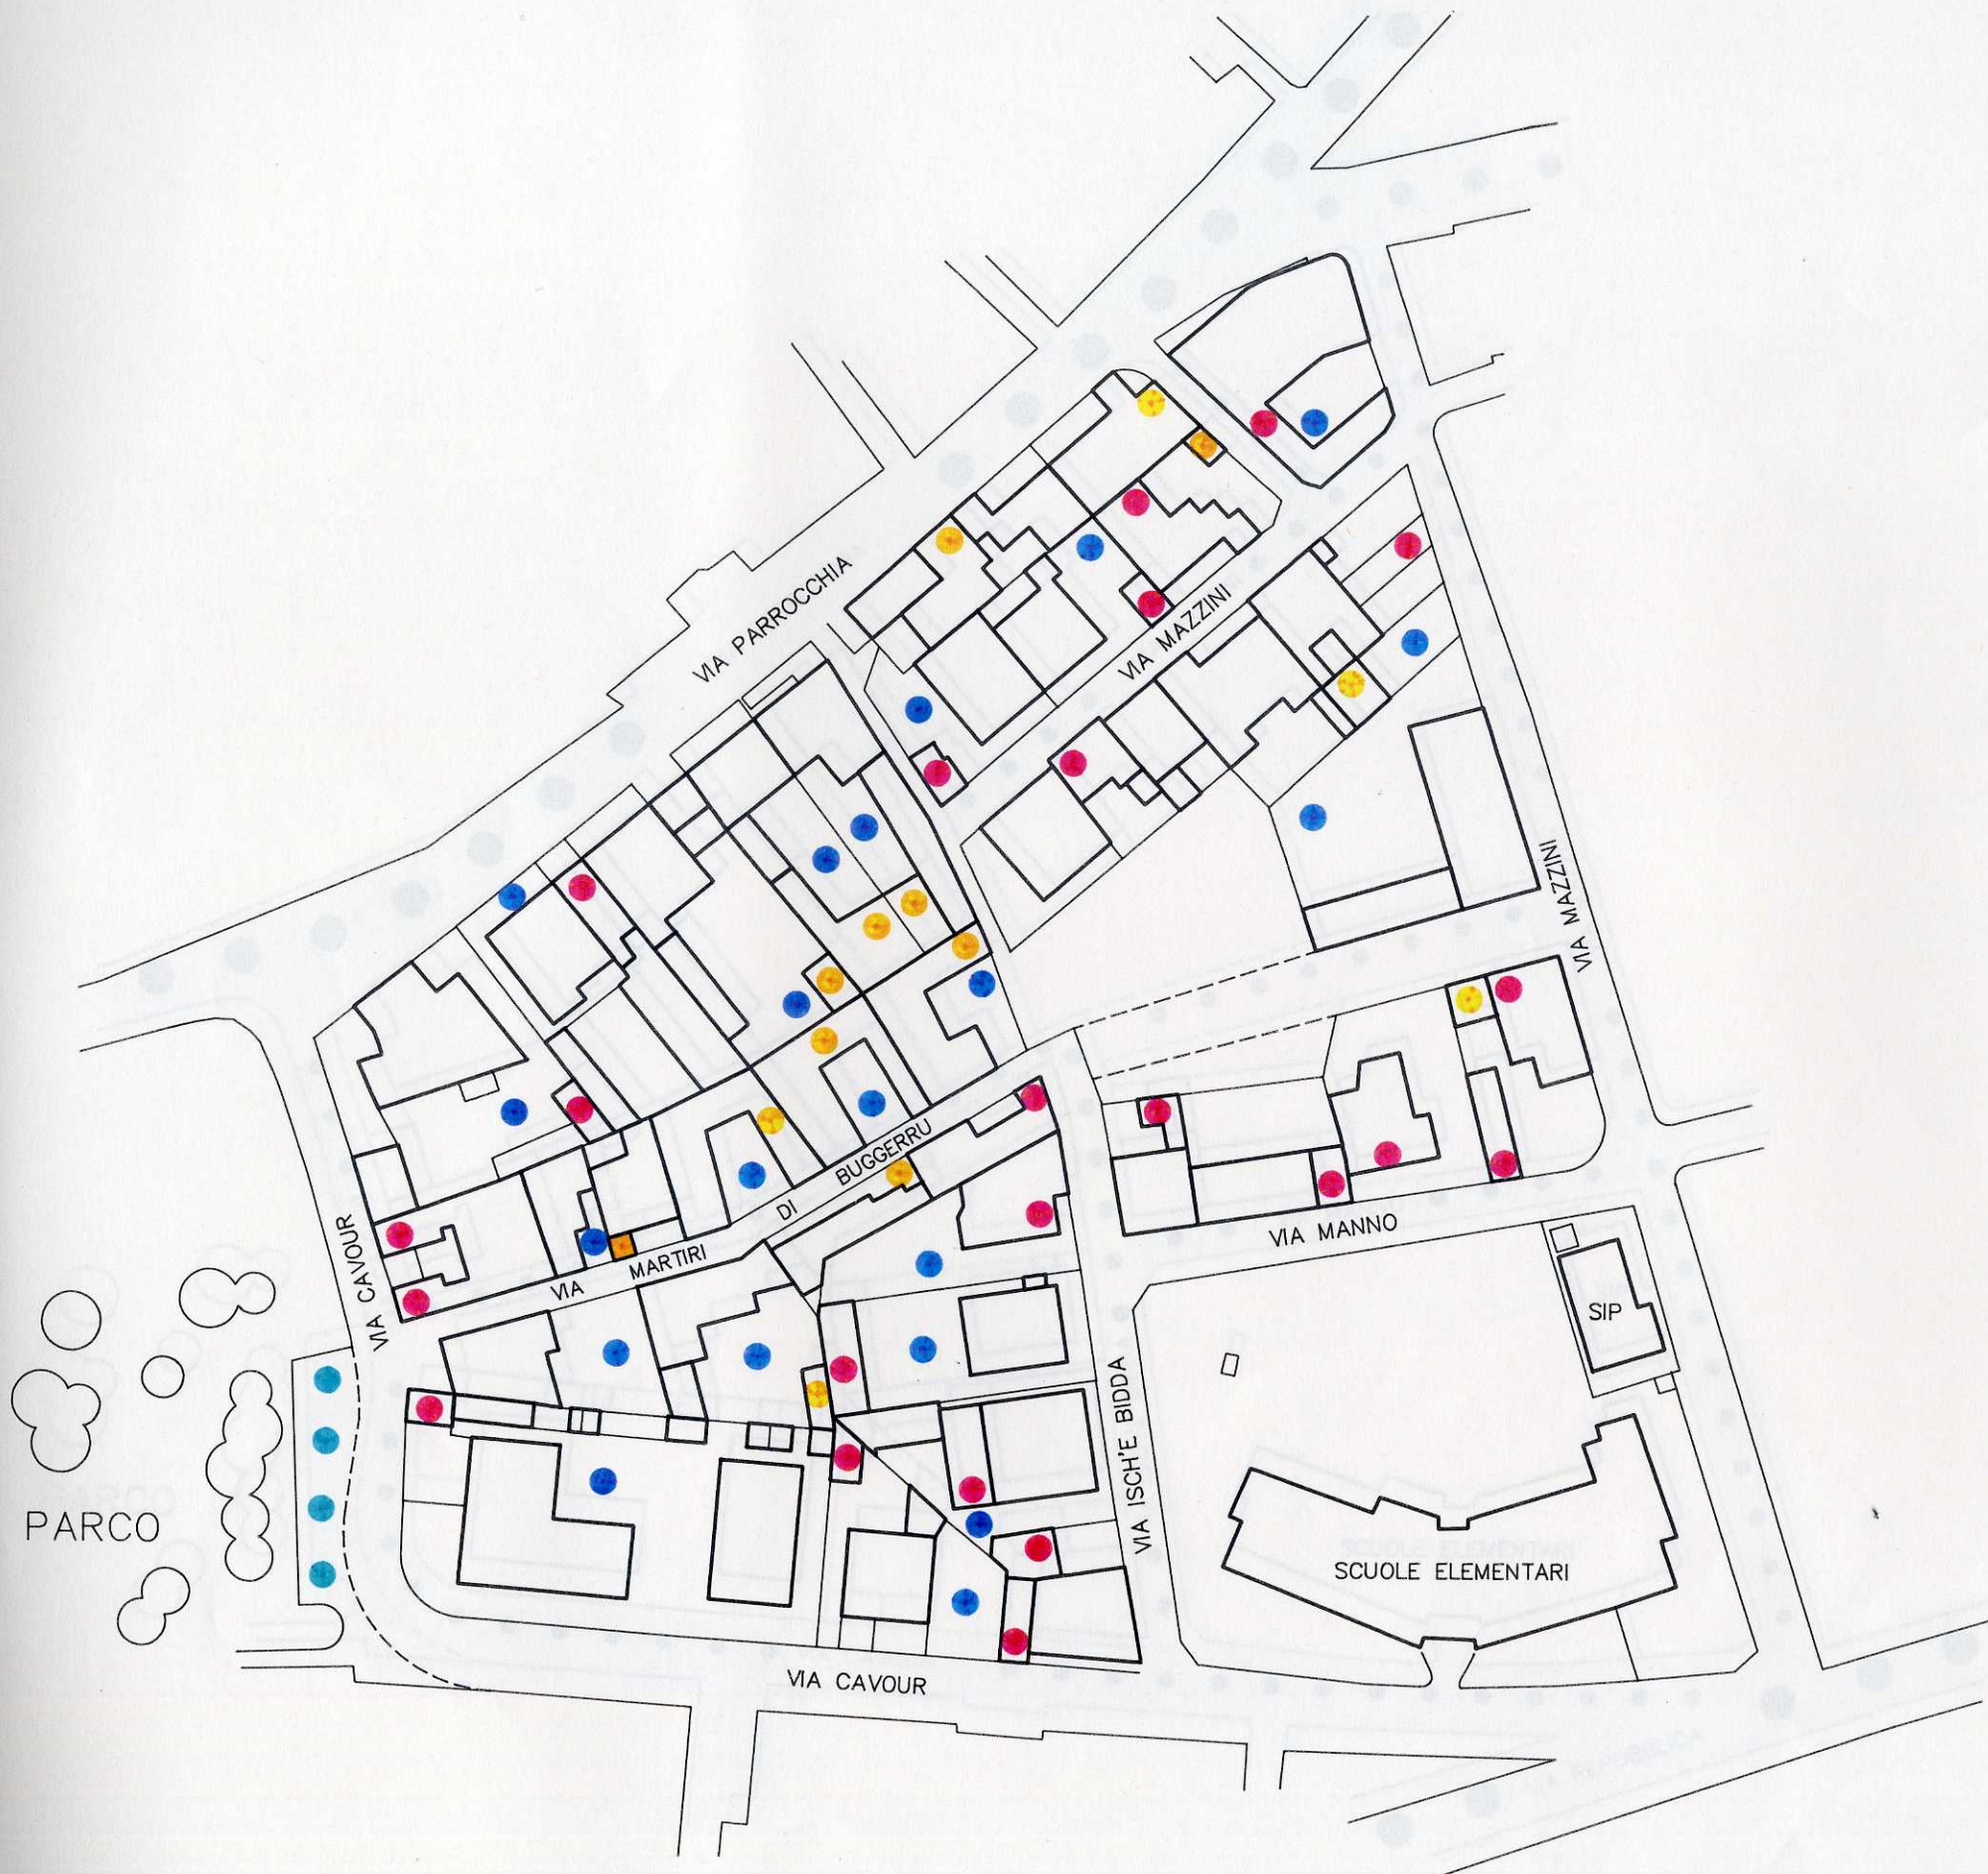 VIA PARROCCHIA
VIA MAZZINI
VIA MAZZINI
DI BUGGERRU
VIA MARTIRI
VIA CAVOUR
VIA MANNO
SIP
VIA ISCH'E BIDDA
PARCO
SCUOLE ELEMENTARI
VIA CAVOUR